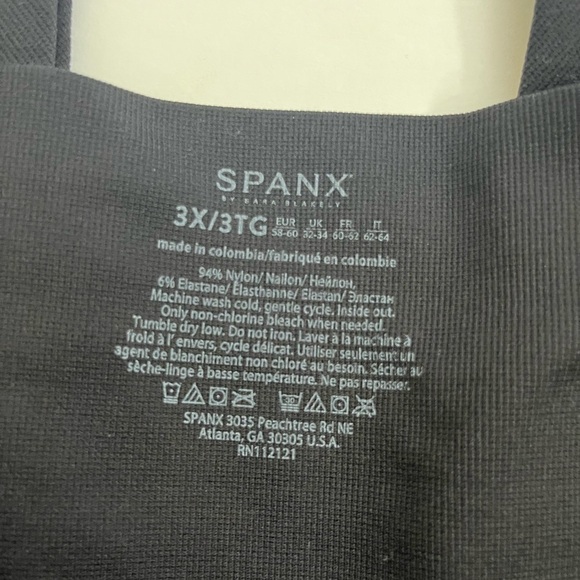 SPANX®
BY SARA BLAKELY
3X/3TG EUR 58-60 UK 32-34 FR 60-62 IT 62-64
made in colombia/fabriqué en colombie
94% Nylon/ Nailon/ Нейлон,
6% Elastane/ Élasthanne/ Elastan/ Эластан
Machine wash cold, gentle cycle. Inside out.
Only non-chlorine bleach when needed.
Tumble dry low. Do not iron. Laver à la machine à
froid à l' envers, cycle délicat. Utiliser seulement un
agent de blanchiment non chloré au besoin. Sécher au
sèche-linge à basse température. Ne pas repasser.
30
SPANX 3035 Peachtree Rd NE
Atlanta, GA 30305 U.S.A.
RN112121